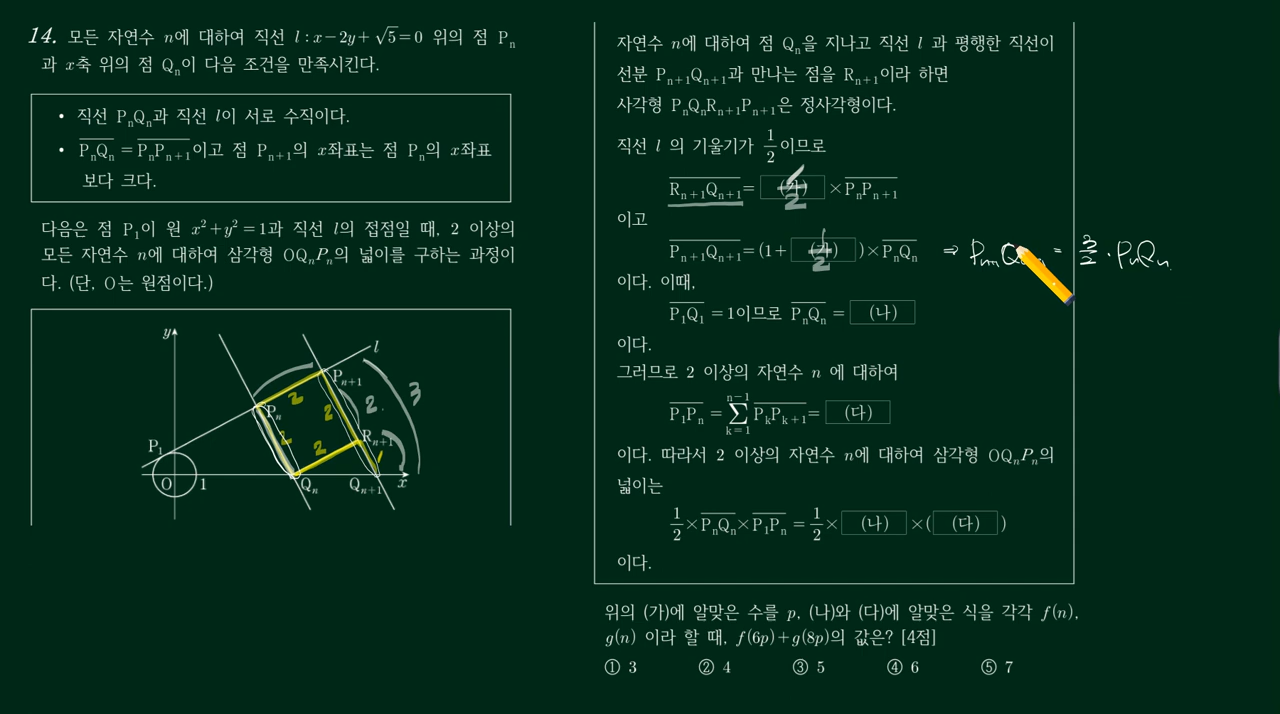 14. 모든 자연수 n에 대하여 직선 l : x−2y+√5=0 위의 점 Pₙ
과 x축 위의 점 Qₙ이 다음 조건을 만족시킨다.
• 직선 PₙQₙ과 직선 l이 서로 수직이다.
• P̅ₙ̅Q̅ₙ̅ = P̅ₙ̅P̅ₙ̅₊̅₁̅이고 점 Pₙ₊₁의 x좌표는 점 Pₙ의 x좌표
보다 크다.
다음은 점 P₁이 원 x²+y²=1과 직선 l의 접점일 때, 2 이상의
모든 자연수 n에 대하여 삼각형 OQₙPₙ의 넓이를 구하는 과정이
다. (단, O는 원점이다.)
y
l
Pₙ₊₁
3
2
2
Pₙ
2
2
Rₙ₊₁
2
P₁
1
O
1
Qₙ
Qₙ₊₁
x
자연수 n에 대하여 점 Qₙ을 지나고 직선 l 과 평행한 직선이
선분 Pₙ₊₁Qₙ₊₁과 만나는 점을 Rₙ₊₁이라 하면
사각형 PₙQₙRₙ₊₁Pₙ₊₁은 정사각형이다.
직선 l 의 기울기가 1/2 이므로
R̅ₙ̅₊̅₁̅Q̅ₙ̅₊̅₁̅ = (가) 1/2 × P̅ₙ̅P̅ₙ̅₊̅₁̅
이고
P̅ₙ̅₊̅₁̅Q̅ₙ̅₊̅₁̅ = (1+ (가) 1/2 )× P̅ₙ̅Q̅ₙ̅ ⇒ Pₙ₊₁Qₙ₊₁ = 3/2 · PₙQₙ
이다. 이때,
P̅₁̅Q̅₁̅ = 1이므로 P̅ₙ̅Q̅ₙ̅ = (나)
이다.
그러므로 2 이상의 자연수 n 에 대하여
P̅₁̅P̅ₙ̅ = ∑_{k=1}^{n−1} P̅ₖ̅P̅ₖ̅₊̅₁̅ = (다)
이다. 따라서 2 이상의 자연수 n에 대하여 삼각형 OQₙPₙ의
넓이는
1/2 × P̅ₙ̅Q̅ₙ̅ × P̅₁̅P̅ₙ̅ = 1/2 × (나) ×( (다) )
이다.
위의 (가)에 알맞은 수를 p, (나)와 (다)에 알맞은 식을 각각 f(n),
g(n) 이라 할 때, f(6p)+g(8p)의 값은? [4점]
① 3 ② 4 ③ 5 ④ 6 ⑤ 7